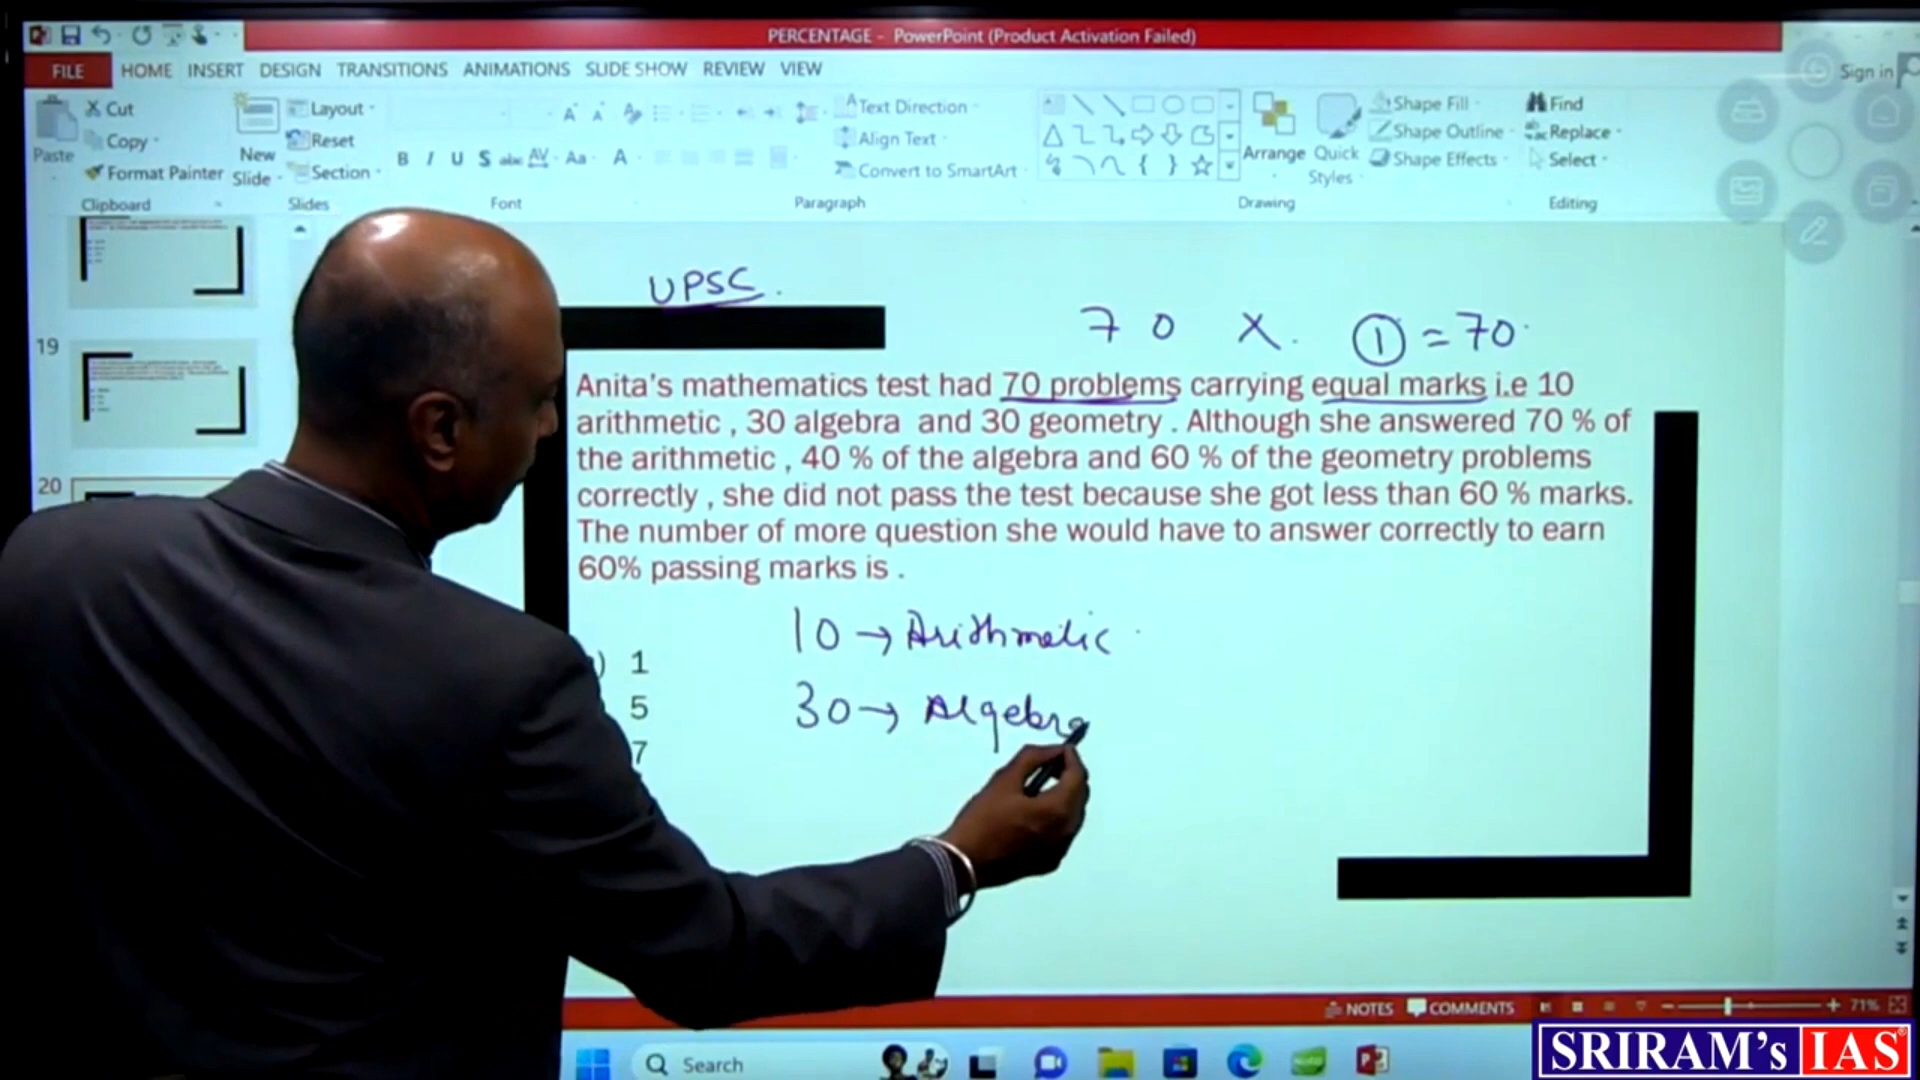 PERCENTAGE - PowerPoint (Product Activation Failed)
FILE HOME INSERT DESIGN TRANSITIONS ANIMATIONS SLIDE SHOW REVIEW VIEW
Sign in
Cut
Copy
Format Painter
Paste
New Slide
Layout
Reset
Section
Text Direction
Align Text
Convert to SmartArt
Arrange
Quick Styles
Shape Fill
Shape Outline
Shape Effects
Find
Replace
Select
Clipboard
Slides
Font
Paragraph
Drawing
Editing
19
20
UPSC.
70 X. 1 = 70
Anita's mathematics test had 70 problems carrying equal marks i.e 10
arithmetic , 30 algebra and 30 geometry . Although she answered 70 % of
the arithmetic , 40 % of the algebra and 60 % of the geometry problems
correctly , she did not pass the test because she got less than 60 % marks.
The number of more question she would have to answer correctly to earn
60% passing marks is .
10 → Arithmetic
) 1
30 → Algebra
5
7
NOTES COMMENTS 71%
Search
SRIRAM's IAS